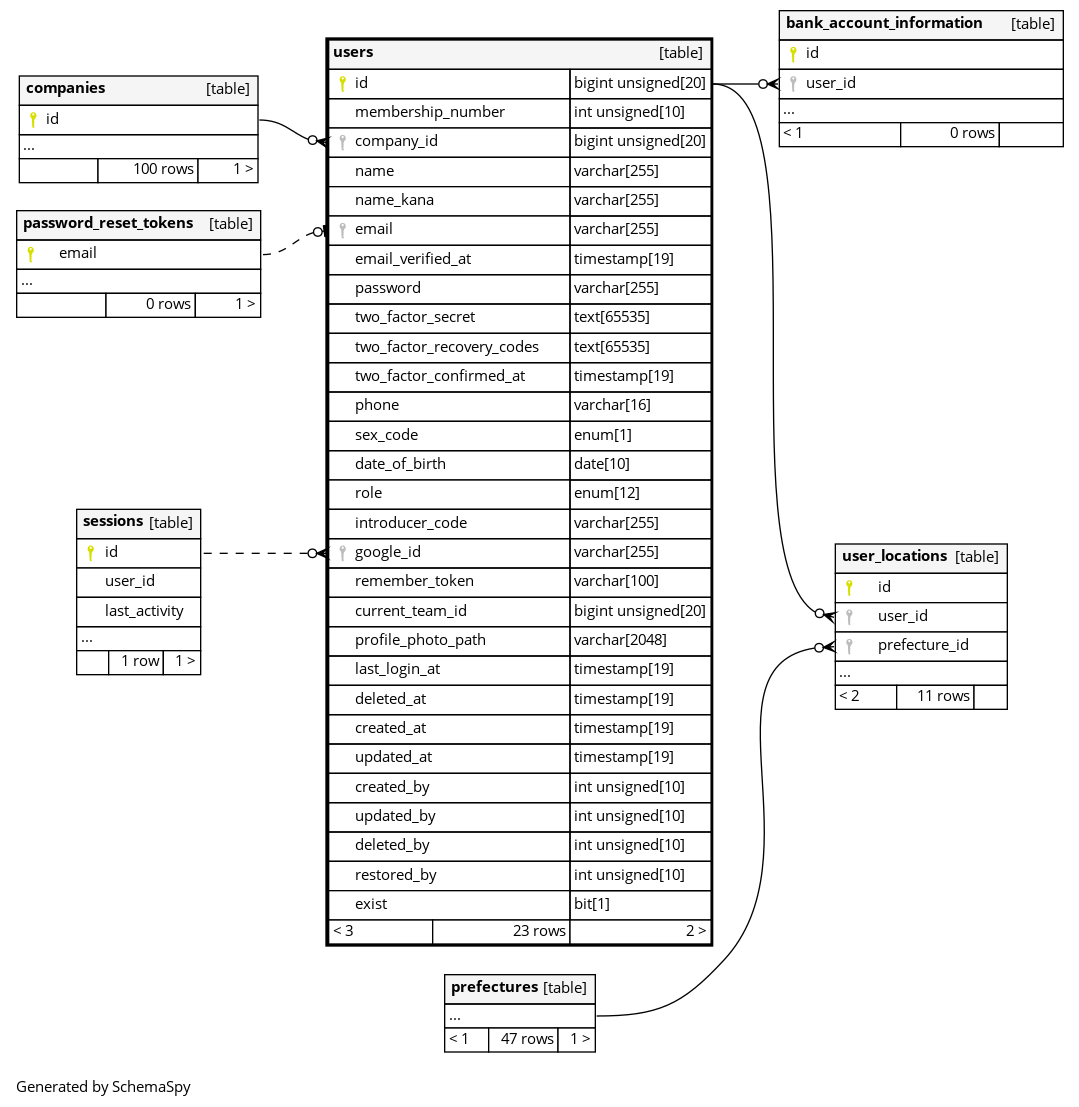 companies [table]
id
...
100 rows 1 >
password_reset_tokens [table]
email
...
0 rows 1 >
sessions [table]
id
user_id
last_activity
...
1 row 1 >
users [table]
id bigint unsigned[20]
membership_number int unsigned[10]
company_id bigint unsigned[20]
name varchar[255]
name_kana varchar[255]
email varchar[255]
email_verified_at timestamp[19]
password varchar[255]
two_factor_secret text[65535]
two_factor_recovery_codes text[65535]
two_factor_confirmed_at timestamp[19]
phone varchar[16]
sex_code enum[1]
date_of_birth date[10]
role enum[12]
introducer_code varchar[255]
google_id varchar[255]
remember_token varchar[100]
current_team_id bigint unsigned[20]
profile_photo_path varchar[2048]
last_login_at timestamp[19]
deleted_at timestamp[19]
created_at timestamp[19]
updated_at timestamp[19]
created_by int unsigned[10]
updated_by int unsigned[10]
deleted_by int unsigned[10]
restored_by int unsigned[10]
exist bit[1]
< 3 23 rows 2 >
bank_account_information [table]
id
user_id
...
< 1 0 rows
user_locations [table]
id
user_id
prefecture_id
...
< 2 11 rows
prefectures [table]
...
< 1 47 rows 1 >
Generated by SchemaSpy